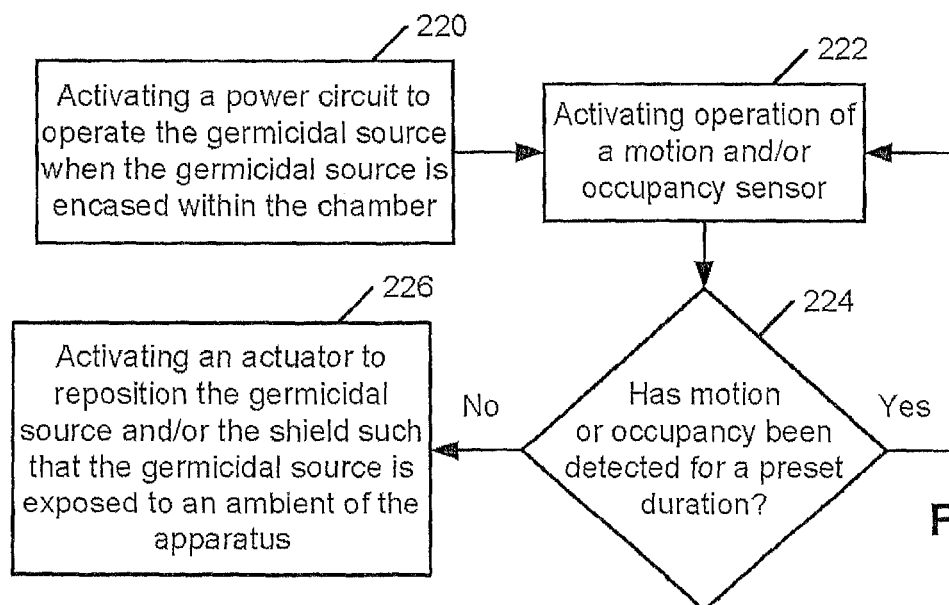 220
Activating a power circuit to
operate the germicidal source
when the germicidal source is
encased within the chamber
222
Activating operation of
a motion and/or
occupancy sensor
224
Has motion
or occupancy been
detected for a preset
duration?
No
Yes
226
Activating an actuator to
reposition the germicidal
source and/or the shield such
that the germicidal source is
exposed to an ambient of the
apparatus